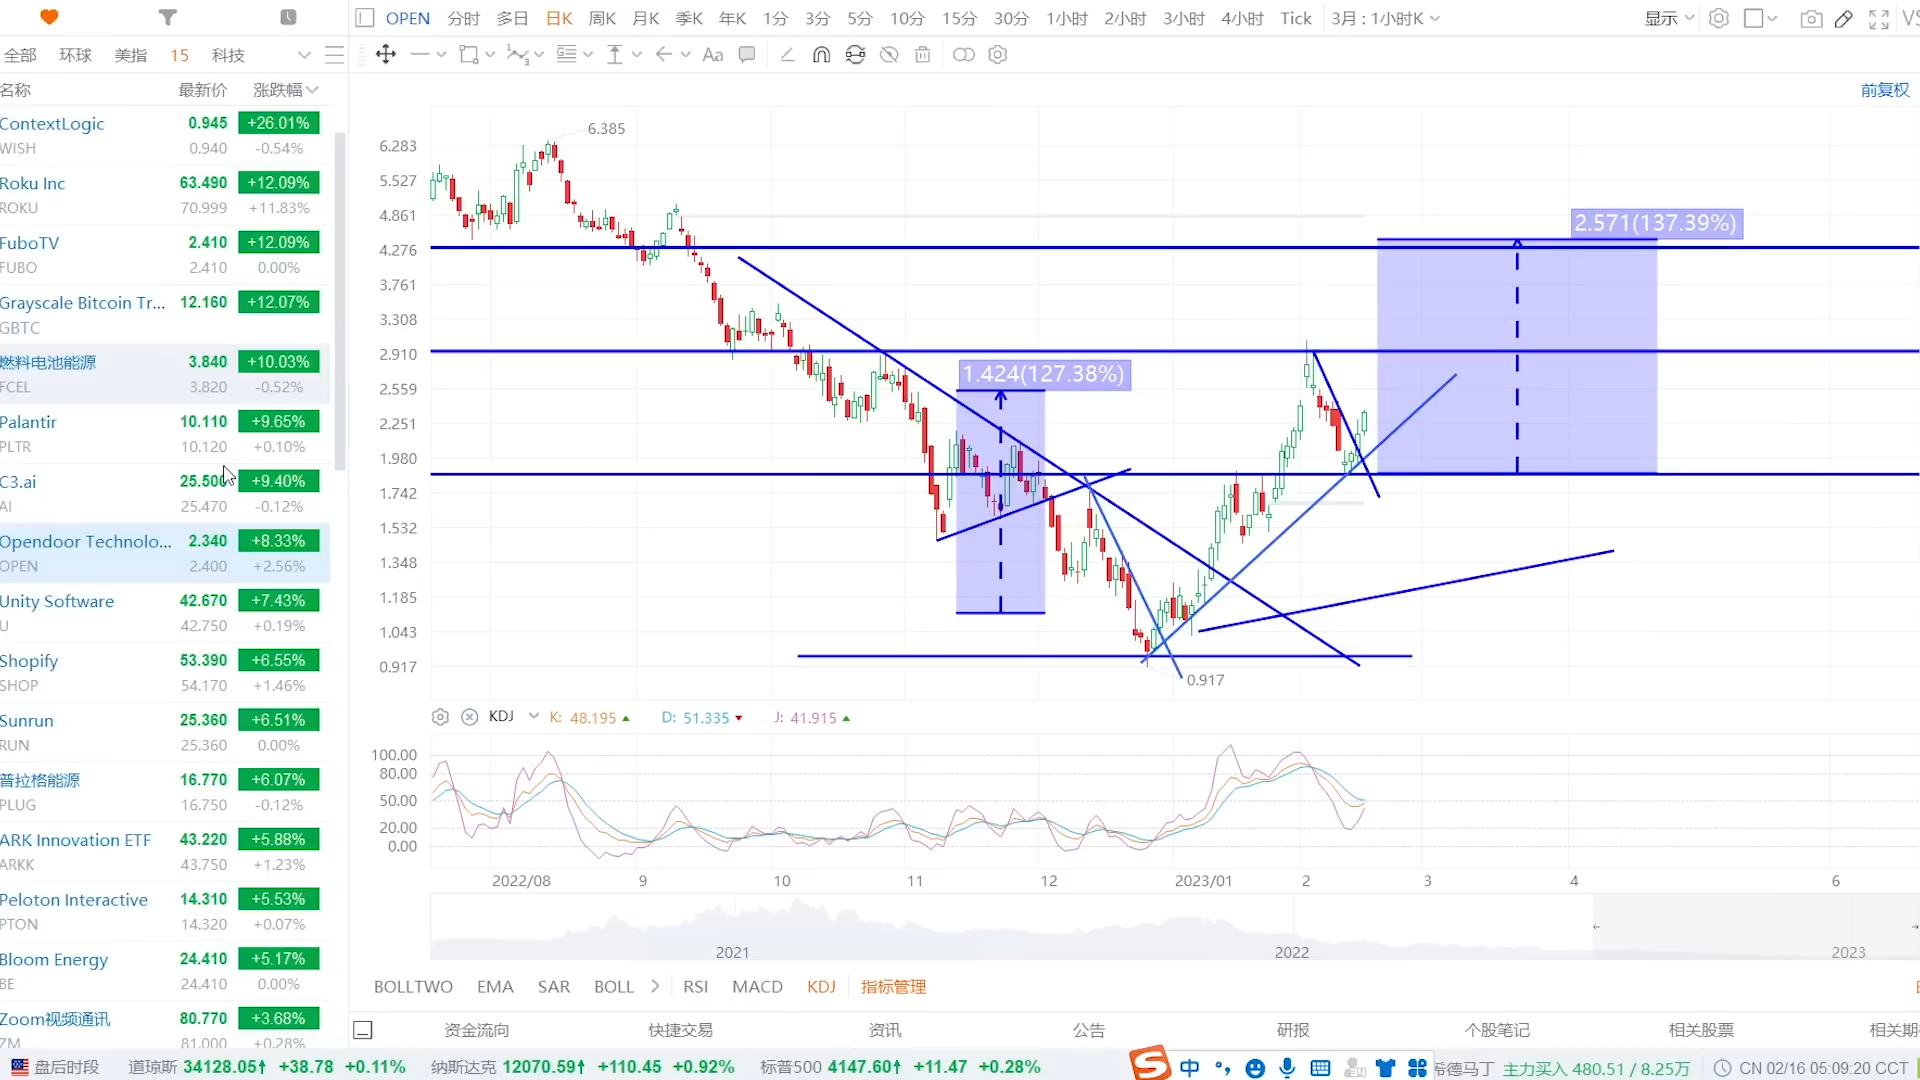 OPEN 分时 多日 日K 周K 月K 季K 年K 1分 3分 5分 10分 15分 30分 1小时 2小时 3小时 4小时 Tick 3月 : 1小时K 显示 VS
全部 环球 美指 15 科技
Aa
名称 最新价 涨跌幅
前复权
ContextLogic 0.945 +26.01%
WISH 0.940 -0.54%
Roku Inc 63.490 +12.09%
ROKU 70.999 +11.83%
FuboTV 2.410 +12.09%
FUBO 2.410 0.00%
Grayscale Bitcoin Tr... 12.160 +12.07%
GBTC
燃料电池能源 3.840 +10.03%
FCEL 3.820 -0.52%
Palantir 10.110 +9.65%
PLTR 10.120 +0.10%
C3.ai 25.500 +9.40%
AI 25.470 -0.12%
Opendoor Technolo... 2.340 +8.33%
OPEN 2.400 +2.56%
Unity Software 42.670 +7.43%
U 42.750 +0.19%
Shopify 53.390 +6.55%
SHOP 54.170 +1.46%
Sunrun 25.360 +6.51%
RUN 25.360 0.00%
普拉格能源 16.770 +6.07%
PLUG 16.750 -0.12%
ARK Innovation ETF 43.220 +5.88%
ARKK 43.750 +1.23%
Peloton Interactive 14.310 +5.53%
PTON 14.320 +0.07%
Bloom Energy 24.410 +5.17%
BE 24.410 0.00%
Zoom视频通讯 80.770 +3.68%
ZM 81.000 +0.28%
6.385
6.283
5.527
4.861
4.276
3.761
3.308
2.910
2.559
2.251
1.980
1.742
1.532
1.348
1.185
1.043
0.917
2.571(137.39%)
1.424(127.38%)
0.917
KDJ K: 48.195 D: 51.335 J: 41.915
100.00
80.00
50.00
20.00
0.00
2022/08 9 10 11 12 2023/01 2 3 4 6
2021 2022 2023
BOLLTWO EMA SAR BOLL RSI MACD KDJ 指标管理
资金流向 快捷交易 资讯 公告 研报 个股笔记 相关股票 相关期
盘后时段 道琼斯 34128.05↑ +38.78 +0.11% 纳斯达克 12070.59↑ +110.45 +0.92% 标普500 4147.60↑ +11.47 +0.28% 中 希德马丁 主力买入 480.51 / 8.25万 CN 02/16 05:09:20 CCT